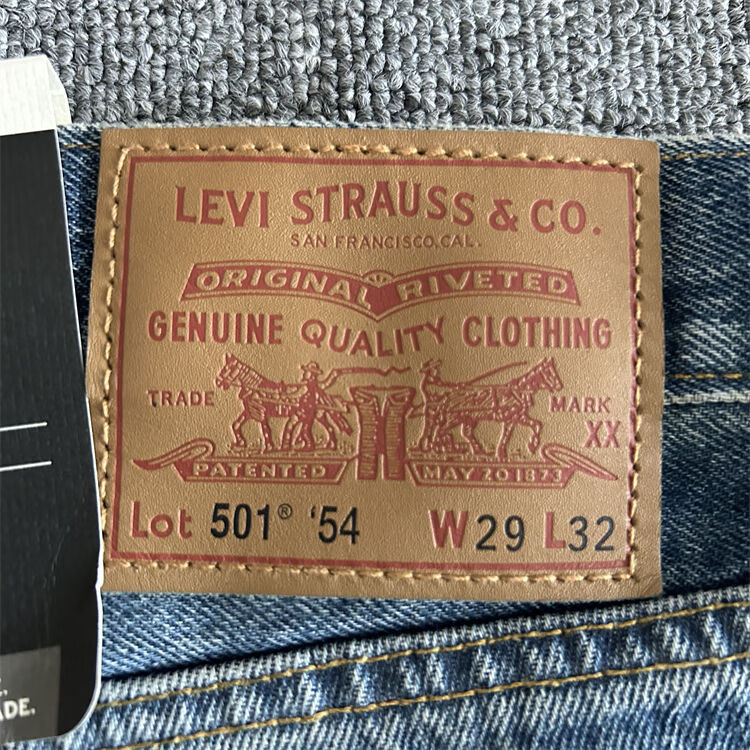 LEVI STRAUSS & CO.
SAN FRANCISCO, CAL.
ORIGINAL RIVETED
GENUINE QUALITY CLOTHING
TRADE MARK
XX
PATENTED MAY 20 1873
Lot 501® '54 W29 L32